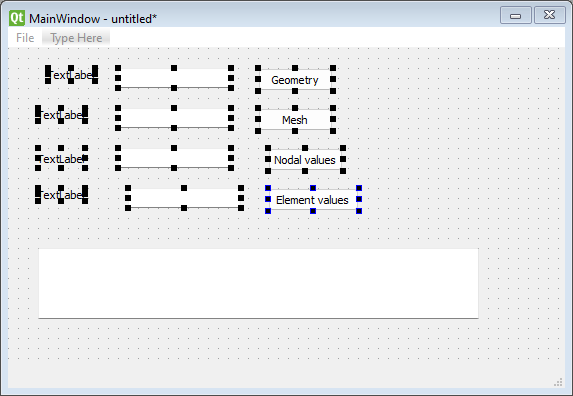 Qt MainWindow - untitled*
File Type Here
TextLabel Geometry
TextLabel Mesh
TextLabel Nodal values
TextLabel Element values